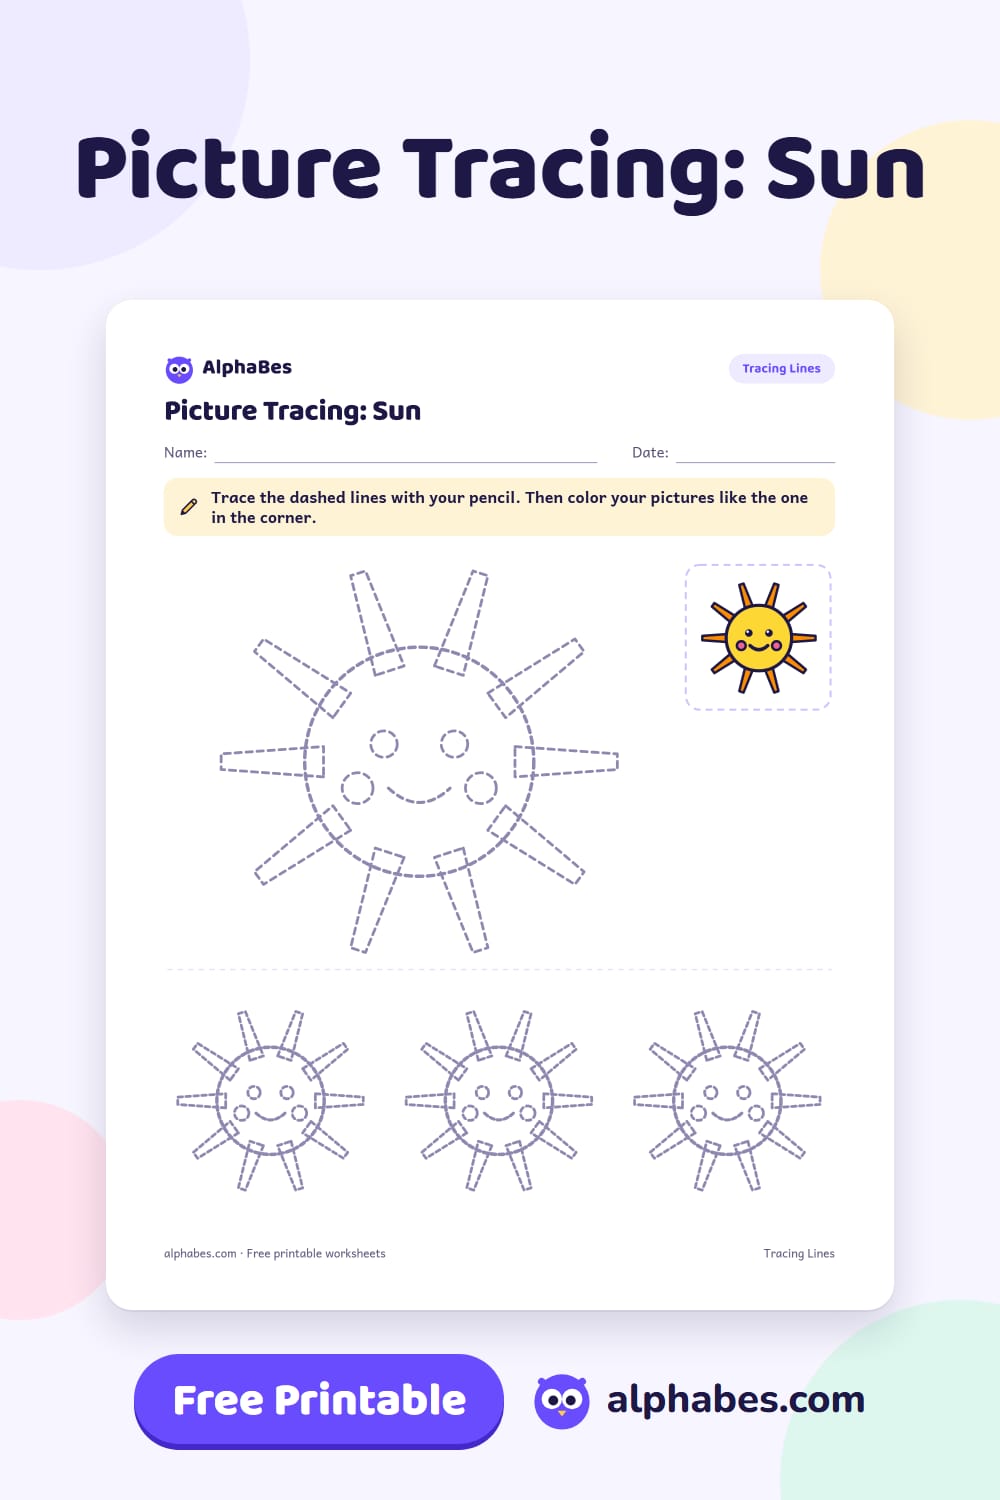 Picture Tracing: Sun
AlphaBes
Tracing Lines
Picture Tracing: Sun
Name:
Date:
Trace the dashed lines with your pencil. Then color your pictures like the one
in the corner.
alphabes.com · Free printable worksheets
Tracing Lines
Free Printable
alphabes.com